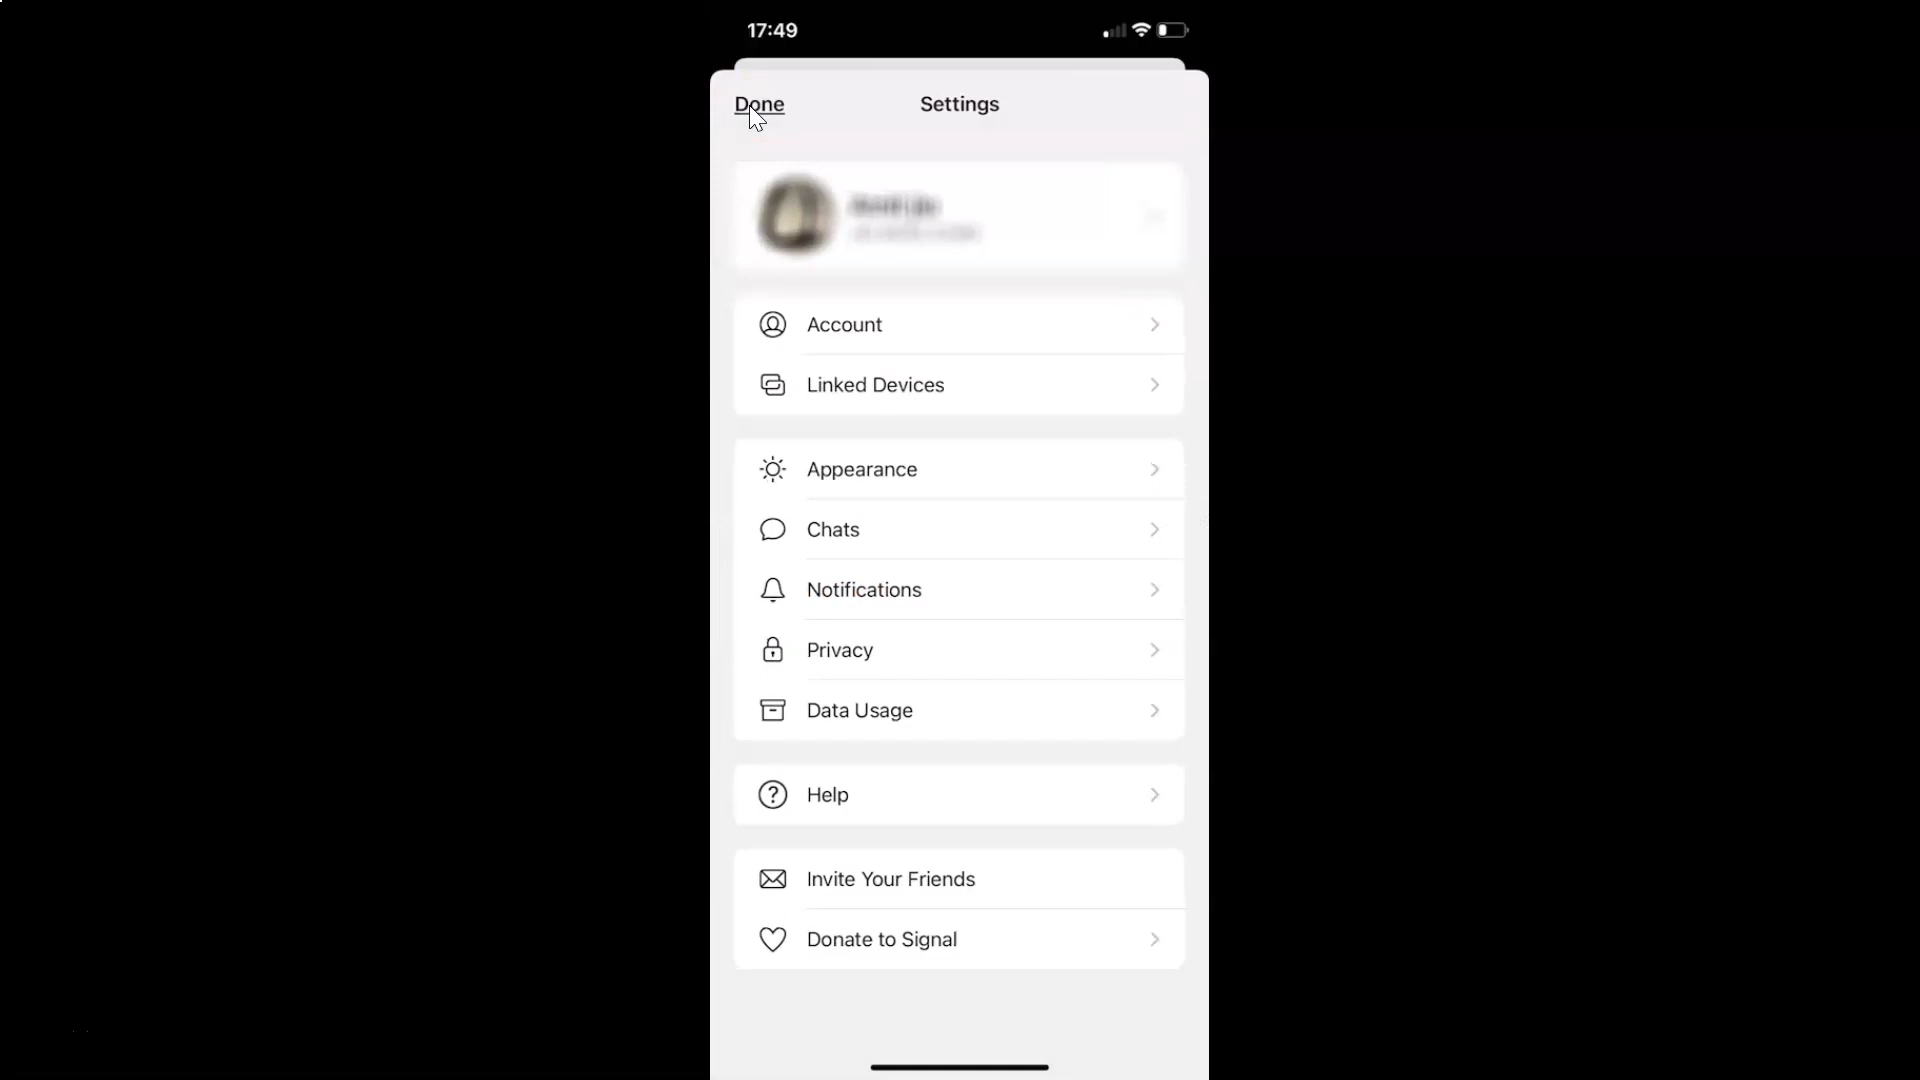 17:49
Done
Settings
Account
Linked Devices
Appearance
Chats
Notifications
Privacy
Data Usage
Help
Invite Your Friends
Donate to Signal